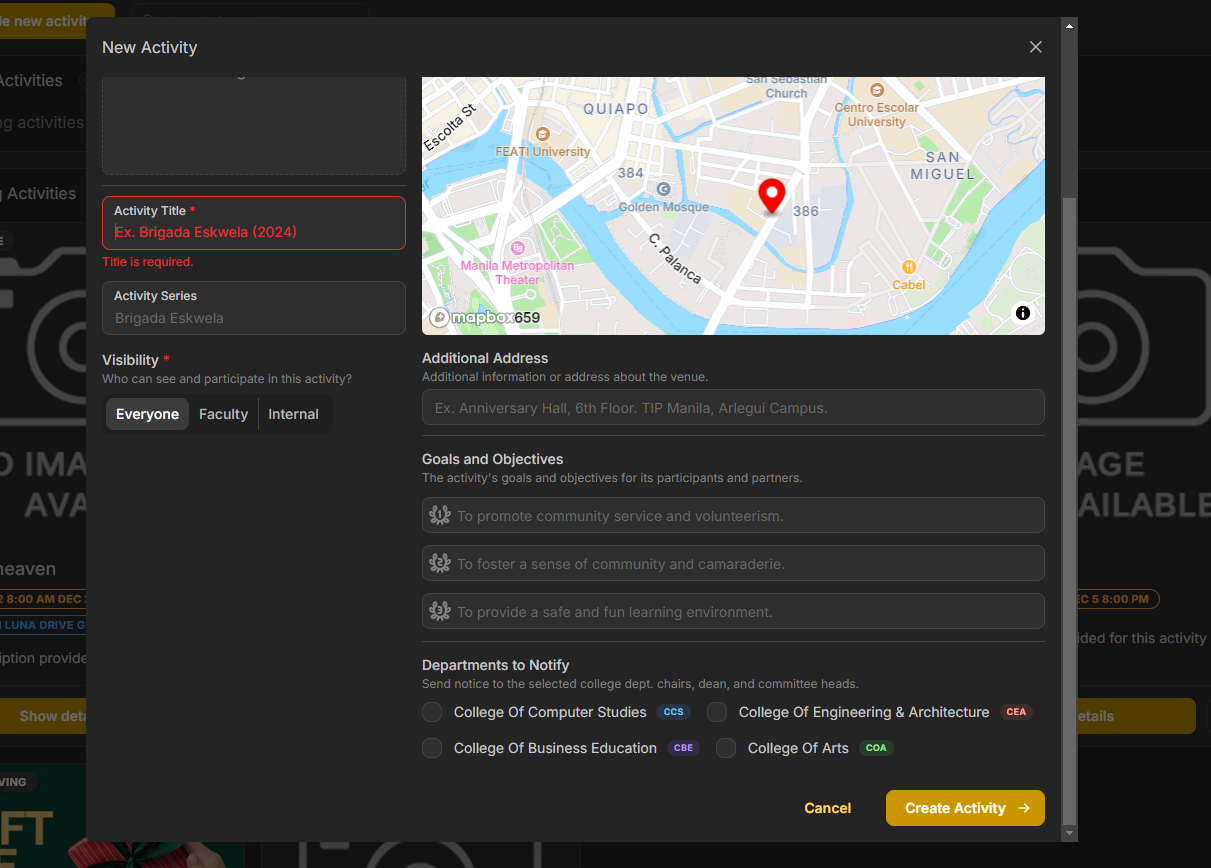 New Activity
Activity Title *
Ex. Brigada Eskwela (2024)
Title is required.
Activity Series
Brigada Eskwela
Visibility *
Who can see and participate in this activity?
Everyone
Faculty
Internal
San Sebastian
Church
QUIAPO
Centro Escolar
University
Escolta St
FEATI University
SAN
MIGUEL
384
Golden Mosque
386
C. Palanca
Manila Metropolitan
Theater
Cabel
mapbox
659
Additional Address
Additional information or address about the venue.
Ex. Anniversary Hall, 6th Floor. TIP Manila, Arlegui Campus.
Goals and Objectives
The activity's goals and objectives for its participants and partners.
1 To promote community service and volunteerism.
2 To foster a sense of community and camaraderie.
3 To provide a safe and fun learning environment.
Departments to Notify
Send notice to the selected college dept. chairs, dean, and committee heads.
College Of Computer Studies CCS
College Of Engineering & Architecture CEA
College Of Business Education CBE
College Of Arts COA
Cancel
Create Activity
new activit
Activities
activities
Activities
IMA
AVA
heaven
8:00 AM DEC
LUNA DRIVE G
provide
Show deta
VING
FT
AGE
AILABLE
5 8:00 PM
ided for this activity
etails